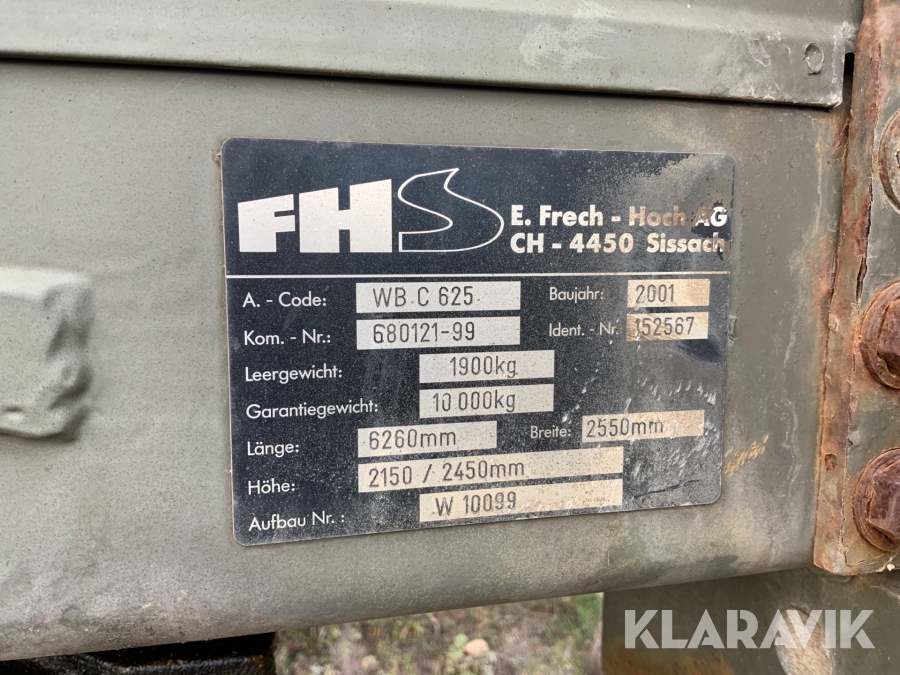 FHS
E. Frech - Hoch AG
CH - 4450 Sissach
A. - Code: WB C 625 Baujahr: 2001
Kom. - Nr.: 680121-99 Ident. - Nr. 152567
Leergewicht: 1900kg
Garantiegewicht: 10 000kg
Länge: 6260mm Breite: 2550mm
Höhe: 2150 / 2450mm
Aufbau Nr. : W 10099
KLARAVIK